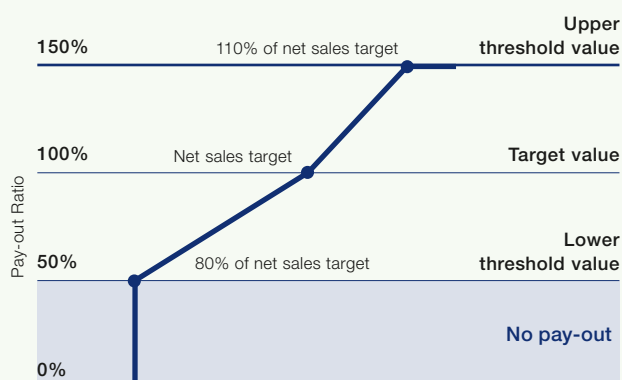 Upper
150%
110% of net sales target
threshold value
100%
Net sales target
Target value
Pay-out Ratio
Lower
50%
80% of net sales target
threshold value
No pay-out
0%